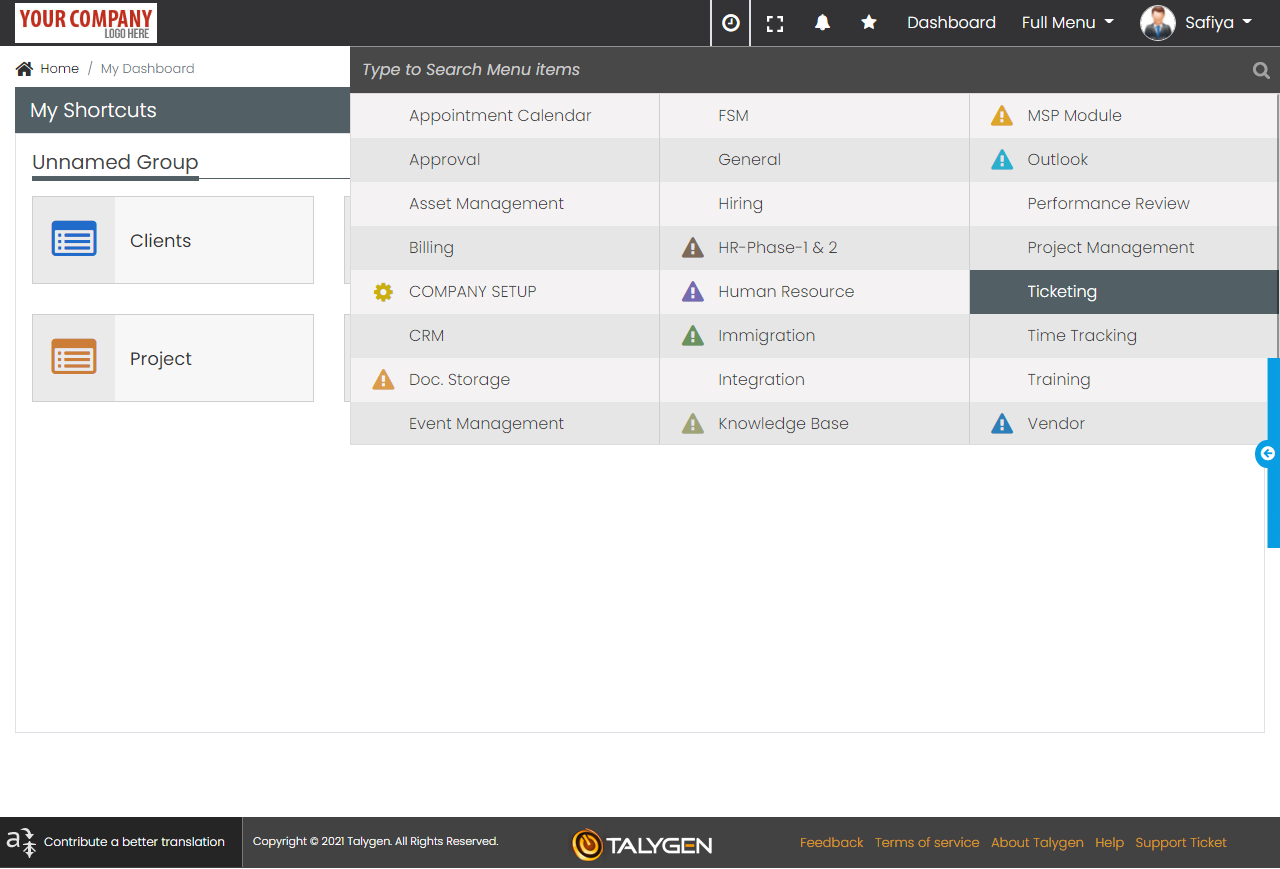 YOUR COMPANY
LOGO HERE
Dashboard
Full Menu
Safiya
Home / My Dashboard
Type to Search Menu items
My Shortcuts
Unnamed Group
Clients
Project
Appointment Calendar
Approval
Asset Management
Billing
COMPANY SETUP
CRM
Doc. Storage
Event Management
FSM
General
Hiring
HR-Phase-1 & 2
Human Resource
Immigration
Integration
Knowledge Base
MSP Module
Outlook
Performance Review
Project Management
Ticketing
Time Tracking
Training
Vendor
Contribute a better translation
Copyright © 2021 Talygen. All Rights Reserved.
TALYGEN
Feedback Terms of service About Talygen Help Support Ticket